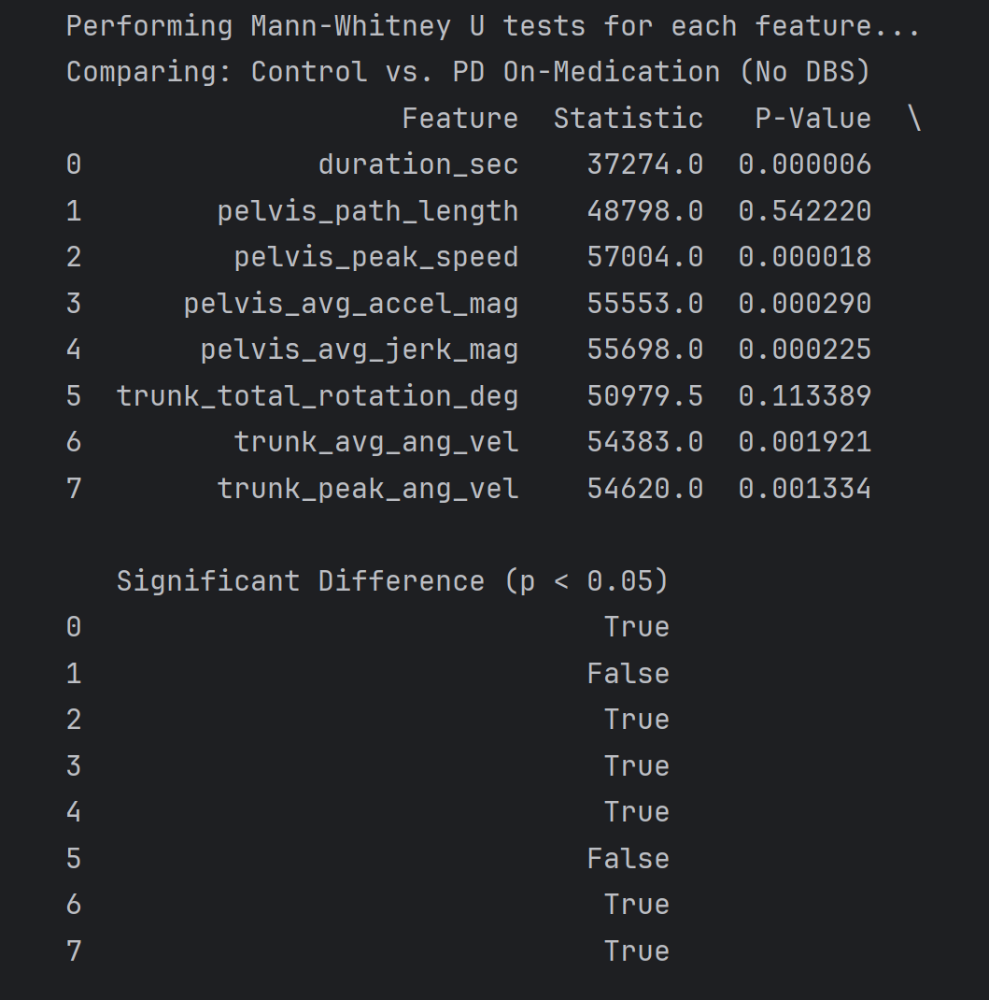 Performing Mann-Whitney U tests for each feature...
Comparing: Control vs. PD On-Medication (No DBS)
Feature Statistic P-Value \
0 duration_sec 37274.0 0.000006
1 pelvis_path_length 48798.0 0.542220
2 pelvis_peak_speed 57004.0 0.000018
3 pelvis_avg_accel_mag 55553.0 0.000290
4 pelvis_avg_jerk_mag 55698.0 0.000225
5 trunk_total_rotation_deg 50979.5 0.113389
6 trunk_avg_ang_vel 54383.0 0.001921
7 trunk_peak_ang_vel 54620.0 0.001334
Significant Difference (p < 0.05)
0 True
1 False
2 True
3 True
4 True
5 False
6 True
7 True